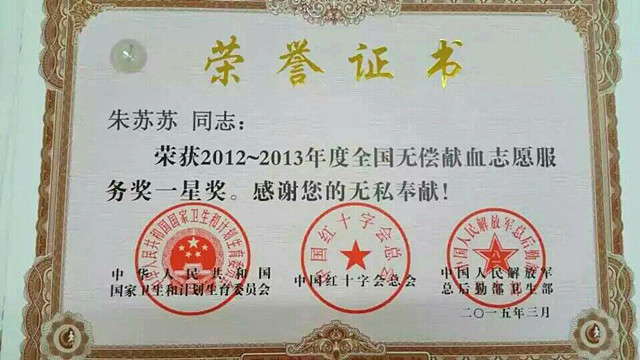 荣誉证书
朱苏苏 同志：
荣获2012~2013年度全国无偿献血志愿服
务奖一星奖。感谢您的无私奉献！
中华人民共和国
国家卫生和计划生育委员会
中国红十字会总会
中国人民解放军
总后勤部卫生部
二〇一五年三月